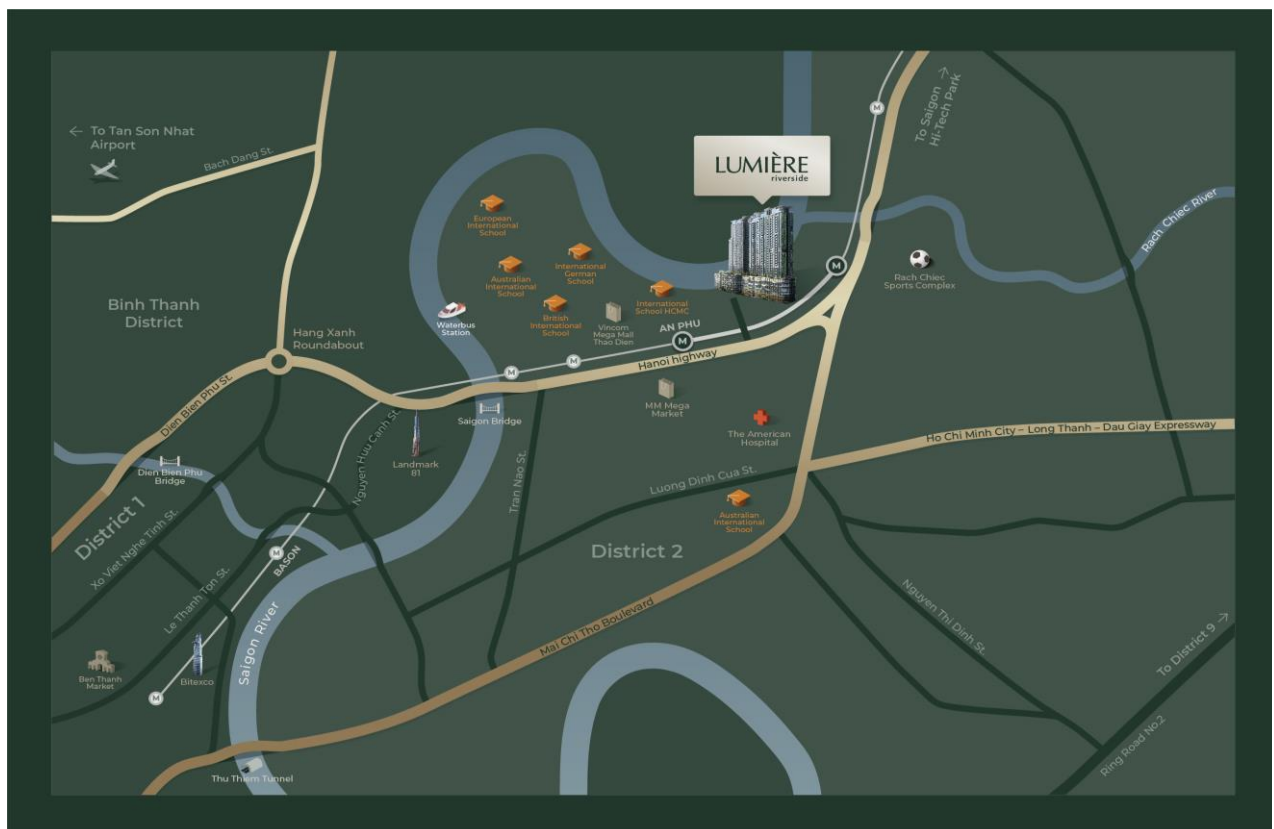 ← To Tan Son Nhat
Airport
Bach Dang St.
To Saigon →
Hi-Tech Park
M
LUMIÈRE
riverside
Rach Chiec River
European
International
School
Australian
International
School
International
German
School
British
International
School
International
School HCMC
Vincom
Mega Mall
Thao Dien
Waterbus
Station
M
Rach Chiec
Sports Complex
Binh Thanh
District
Hang Xanh
Roundabout
AN PHU
M
M
M
Hanoi highway
Dien Bien Phu St.
Nguyen Huu Canh St.
Saigon Bridge
MM Mega
Market
The American
Hospital
Ho Chi Minh City – Long Thanh – Dau Giay Expressway
Landmark
81
Dien Bien Phu
Bridge
Tran Nao St.
Luong Dinh Cua St.
Australian
International
School
District 1
Xo Viet Nghe Tinh St.
M
BASON
District 2
Le Thanh Ton St.
Saigon River
Mai Chi Tho Boulevard
Nguyen Thi Dinh St.
To District 9 →
Ring Road No.2
Ben Thanh
Market
Bitexco
M
Thu Thiem Tunnel